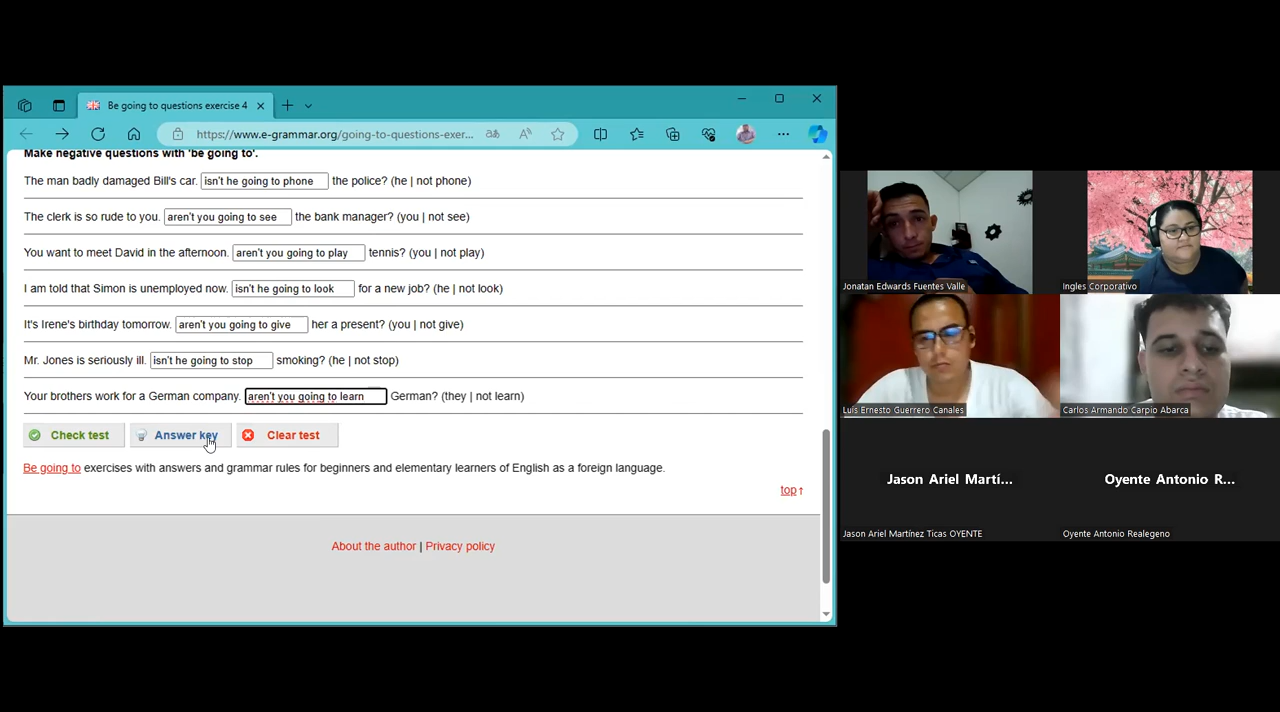 Be going to questions exercise 4
https://www.e-grammar.org/going-to-questions-exer...
Make negative questions with 'be going to'.
The man badly damaged Bill's car. isn't he going to phone the police? (he | not phone)
The clerk is so rude to you. aren't you going to see the bank manager? (you | not see)
You want to meet David in the afternoon. aren't you going to play tennis? (you | not play)
I am told that Simon is unemployed now. isn't he going to look for a new job? (he | not look)
It's Irene's birthday tomorrow. aren't you going to give her a present? (you | not give)
Mr. Jones is seriously ill. isn't he going to stop smoking? (he | not stop)
Your brothers work for a German company. aren't you going to learn German? (they | not learn)
Check test Answer key Clear test
Be going to exercises with answers and grammar rules for beginners and elementary learners of English as a foreign language.
top↑
About the author | Privacy policy
Jonatan Edwards Fuentes Valle
Ingles Corporativo
Luis Ernesto Guerrero Canales
Carlos Armando Carpio Abarca
Jason Ariel Martí...
Oyente Antonio R...
Jason Ariel Martínez Ticas OYENTE
Oyente Antonio Realegeno